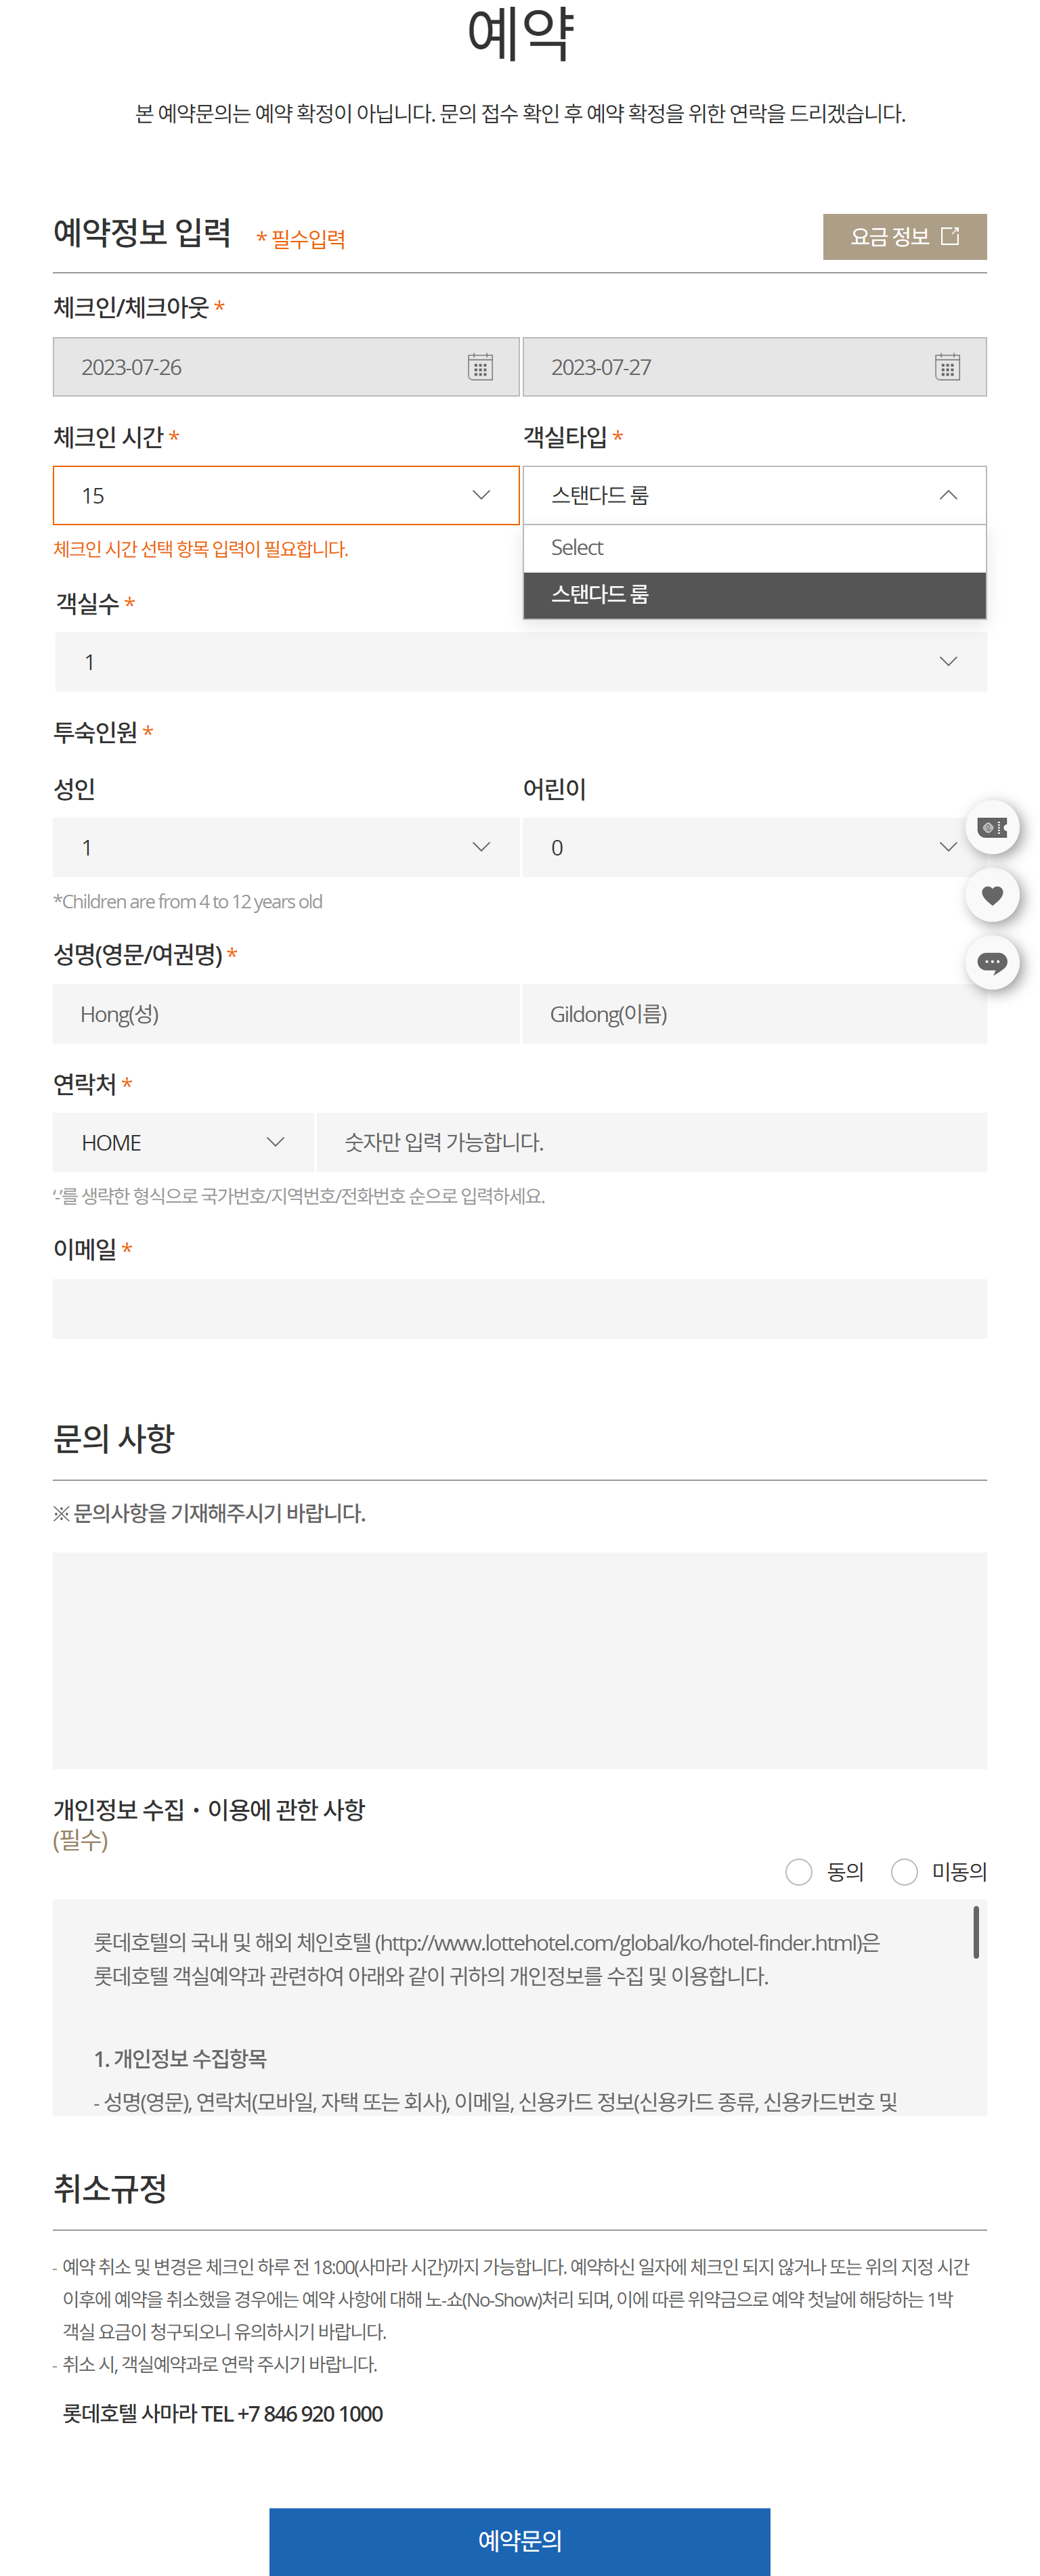 예약
본 예약문의는 예약 확정이 아닙니다. 문의 접수 확인 후 예약 확정을 위한 연락을 드리겠습니다.
예약정보 입력 * 필수입력 요금 정보
체크인/체크아웃 *
2023-07-26 2023-07-27
체크인 시간 * 객실타입 *
15 스탠다드 룸
체크인 시간 선택 항목 입력이 필요합니다. Select
스탠다드 룸
객실수 *
1
투숙인원 *
성인 어린이
1 0
*Children are from 4 to 12 years old
성명(영문/여권명) *
Hong(성) Gildong(이름)
연락처 *
HOME 숫자만 입력 가능합니다.
‘-’를 생략한 형식으로 국가번호/지역번호/전화번호 순으로 입력하세요.
이메일 *
문의 사항
※ 문의사항을 기재해주시기 바랍니다.
개인정보 수집・이용에 관한 사항
(필수)
동의 미동의
롯데호텔의 국내 및 해외 체인호텔 (http://www.lottehotel.com/global/ko/hotel-finder.html)은
롯데호텔 객실예약과 관련하여 아래와 같이 귀하의 개인정보를 수집 및 이용합니다.
1. 개인정보 수집항목
- 성명(영문), 연락처(모바일, 자택 또는 회사), 이메일, 신용카드 정보(신용카드 종류, 신용카드번호 및
취소규정
- 예약 취소 및 변경은 체크인 하루 전 18:00(사마라 시간)까지 가능합니다. 예약하신 일자에 체크인 되지 않거나 또는 위의 지정 시간
이후에 예약을 취소했을 경우에는 예약 사항에 대해 노-쇼(No-Show)처리 되며, 이에 따른 위약금으로 예약 첫날에 해당하는 1박
객실 요금이 청구되오니 유의하시기 바랍니다.
- 취소 시, 객실예약과로 연락 주시기 바랍니다.
롯데호텔 사마라 TEL +7 846 920 1000
예약문의